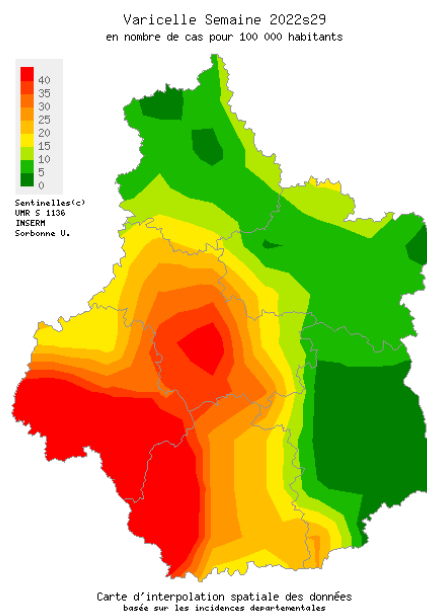 Varicelle Semaine 2022s29
en nombre de cas pour 100 000 habitants
40
35
30
25
20
15
10
5
0
Sentinelles(c)
UMR S 1136
INSERM
Sorbonne U.
Carte d'interpolation spatiale des données
basée sur les incidences departementales